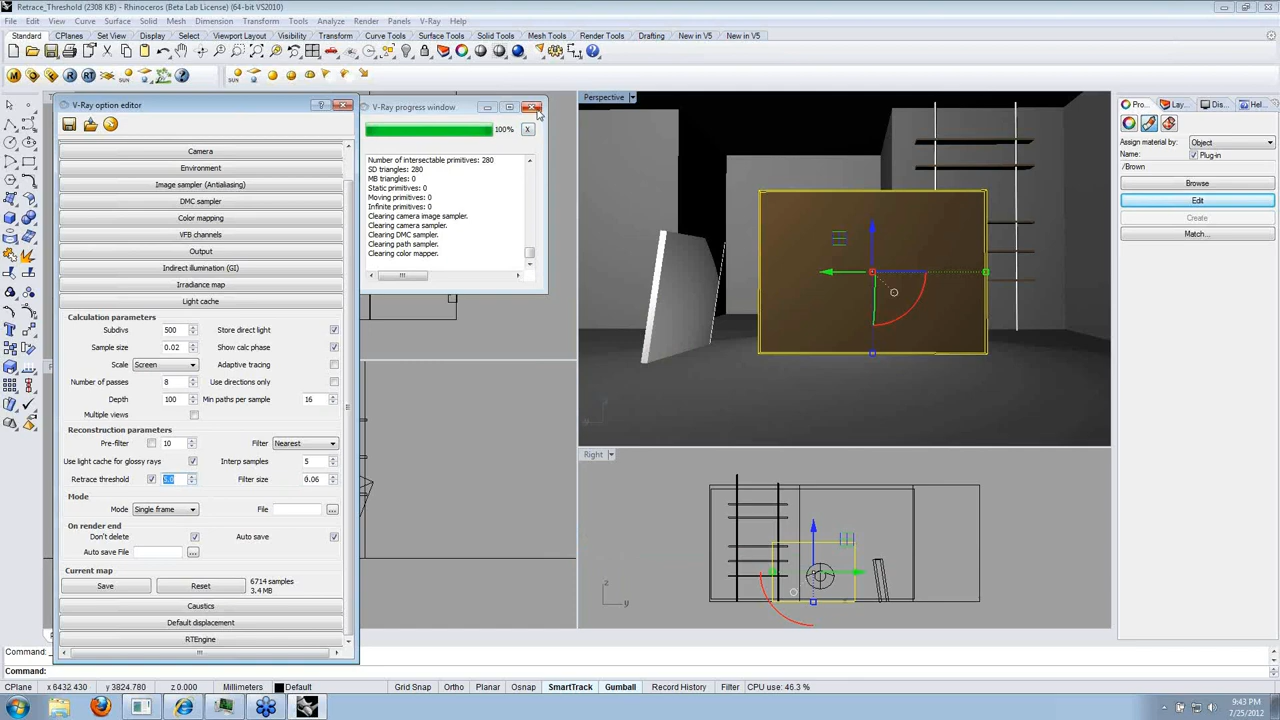 Retrace_Threshold (2308 KB) - Rhinoceros (Beta Lab License) (64-bit VS2010)
File Edit View Curve Surface Solid Mesh Dimension Transform Tools Analyze Render Panels V-Ray Help
Standard CPlanes Set View Display Select Viewport Layout Visibility Transform Curve Tools Surface Tools Solid Tools Mesh Tools Render Tools Drafting New in V5 New in V5
V-Ray option editor
Camera
Environment
Image sampler (Antialiasing)
DMC sampler
Color mapping
VFB channels
Output
Indirect illumination (GI)
Irradiance map
Light cache
Calculation parameters
Subdivs 500 Store direct light
Sample size 0.02 Show calc phase
Scale Screen Adaptive tracing
Number of passes 8 Use directions only
Depth 100 Min paths per sample 16
Multiple views
Reconstruction parameters
Pre-filter 10 Filter Nearest
Use light cache for glossy rays Interp samples 5
Retrace threshold Filter size 0.06
Mode
Mode Single frame File ...
On render end
Don't delete Auto save
Auto save File ...
Current map
Save Reset 6714 samples
3.4 MB
Caustics
Default displacement
RTEngine
V-Ray progress window
100% X
Number of intersectable primitives: 280
SD triangles: 280
MB triangles: 0
Static primitives: 0
Moving primitives: 0
Infinite primitives: 0
Clearing camera image sampler.
Clearing camera sampler.
Clearing DMC sampler.
Clearing path sampler.
Clearing color mapper.
Perspective
Right
z
y
Pro... Lay... Dis... Hel...
Assign material by: Object
Name: Plug-in
/Brown
Browse
Edit
Create
Match...
Command:
Command:
CPlane x 6432.430 y 3824.780 z 0.000 Millimeters Default Grid Snap Ortho Planar Osnap SmartTrack Gumball Record History Filter CPU use: 46.3 %
9:43 PM
7/25/2012